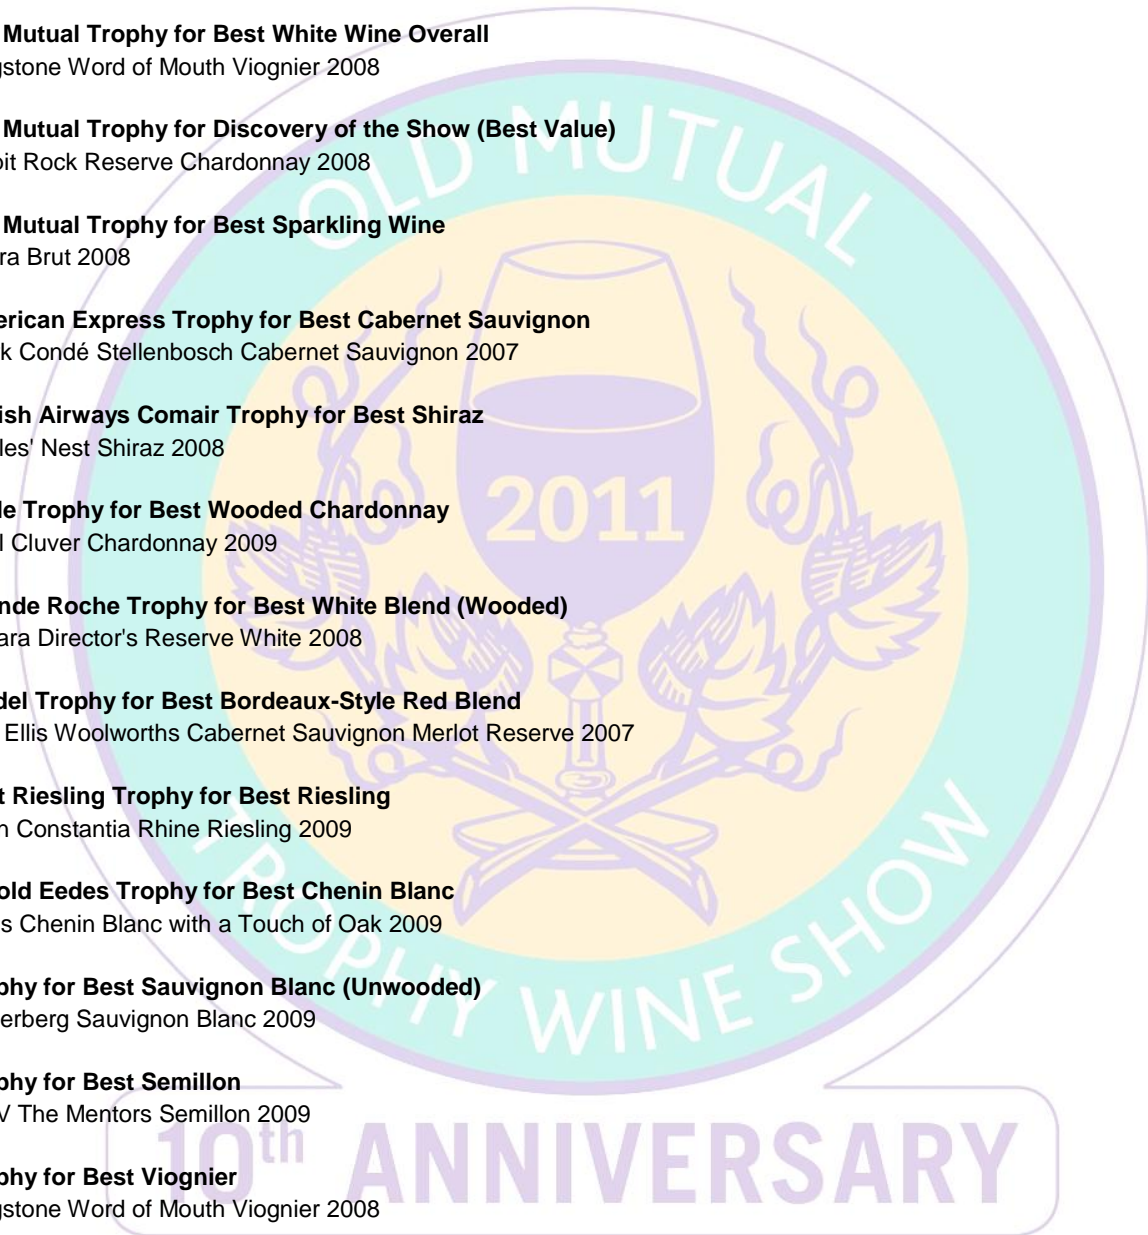 Mutual Trophy for Best White Wine Overall
gstone Word of Mouth Viognier 2008
Mutual Trophy for Discovery of the Show (Best Value)
oit Rock Reserve Chardonnay 2008
Mutual Trophy for Best Sparkling Wine
ra Brut 2008
erican Express Trophy for Best Cabernet Sauvignon
k Condé Stellenbosch Cabernet Sauvignon 2007
ish Airways Comair Trophy for Best Shiraz
les' Nest Shiraz 2008
le Trophy for Best Wooded Chardonnay
l Cluver Chardonnay 2009
nde Roche Trophy for Best White Blend (Wooded)
ara Director's Reserve White 2008
del Trophy for Best Bordeaux-Style Red Blend
Ellis Woolworths Cabernet Sauvignon Merlot Reserve 2007
t Riesling Trophy for Best Riesling
n Constantia Rhine Riesling 2009
old Eedes Trophy for Best Chenin Blanc
s Chenin Blanc with a Touch of Oak 2009
phy for Best Sauvignon Blanc (Unwooded)
erberg Sauvignon Blanc 2009
phy for Best Semillon
V The Mentors Semillon 2009
phy for Best Viognier
gstone Word of Mouth Viognier 2008
OLD MUTUAL
2011
TROPHY WINE SHOW
10th ANNIVERSARY